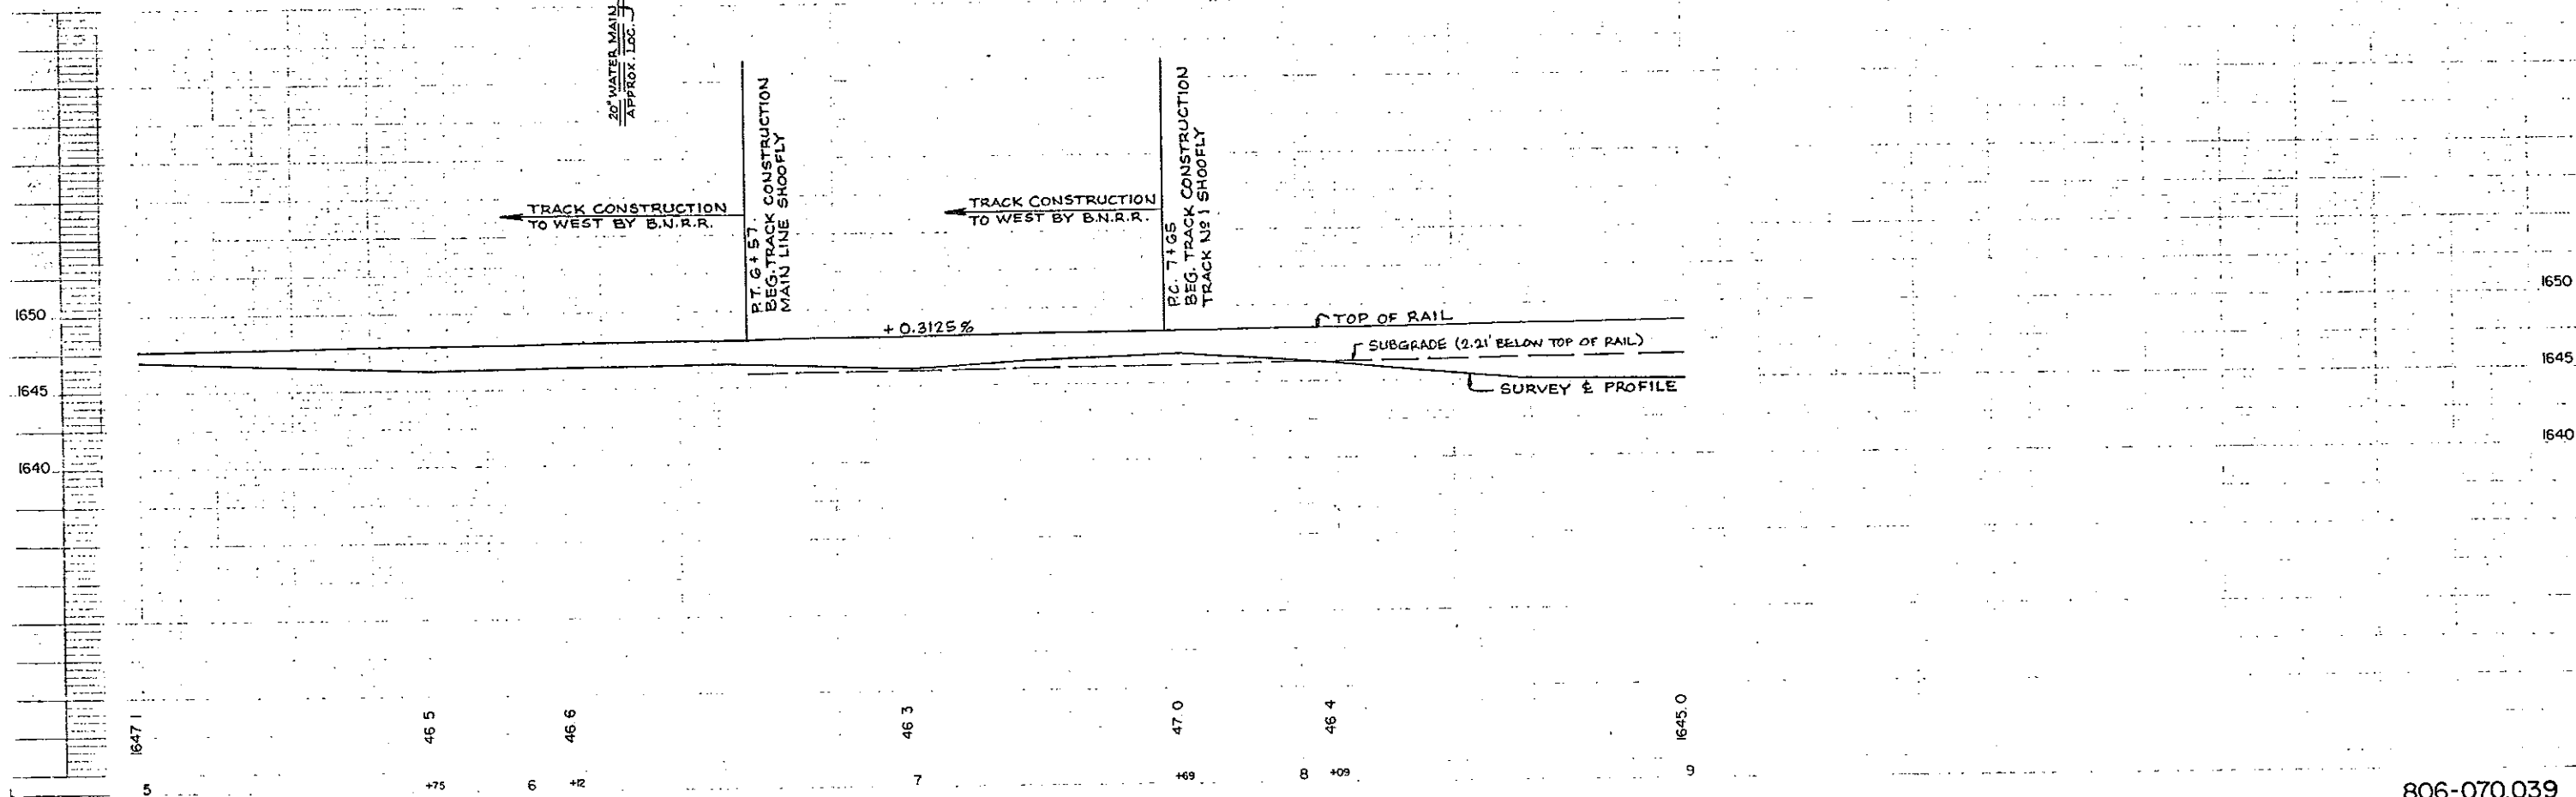 20" WATER MAIN
APPROX. LOC.
P.T. 6+57.
BEG. TRACK CONSTRUCTION
MAIN LINE SHOOFLY
TRACK CONSTRUCTION
TO WEST BY B.N.R.R.
P.C. 7+65
BEG. TRACK CONSTRUCTION
TRACK Nº 1 SHOOFLY
TRACK CONSTRUCTION
TO WEST BY B.N.R.R.
1650
1650
+0.3125%
TOP OF RAIL
SUBGRADE (2.21' BELOW TOP OF RAIL)
1645
1645
SURVEY ℄ PROFILE
1640
1640
1647.1
46.5
46.6
46.3
47.0
46.4
1645.0
5
+75
6
+12
7
+69
8
+09
9
806-070.039